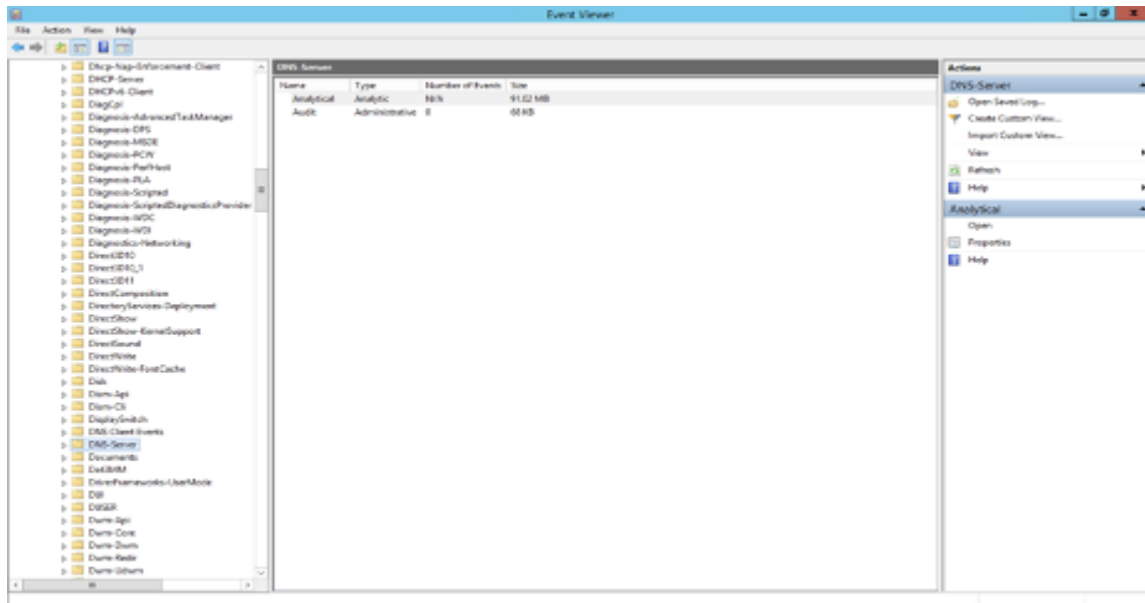 Event Viewer
File Action View Help
Dhcp-Nap-Enforcement-Client
DHCP-Server
DHCPv6-Client
DiagCpl
Diagnosis-AdvancedTaskManager
Diagnosis-DPS
Diagnosis-MSDE
Diagnosis-PCW
Diagnosis-PerfHost
Diagnosis-PLA
Diagnosis-Scripted
Diagnosis-ScriptedDiagnosticsProvider
Diagnosis-WDC
Diagnosis-WDI
Diagnostics-Networking
Direct3D10
Direct3D10_1
Direct3D11
DirectComposition
DirectoryServices-Deployment
DirectShow
DirectShow-KernelSupport
DirectSound
DirectWrite
DirectWrite-FontCache
Disk
Dism-Api
Dism-Cli
DisplaySwitch
DNS Client Events
DNS-Server
Documents
DriverFrameworks-UserMode
DUI
DUSER
Dwm-Api
Dwm-Core
Dwm-Dwm
Dwm-Redir
Dwm-Udwm
DNS-Server
Name Type Number of Events Size
Analytical Analytic N/A 91.02 MB
Audit Administrative 0 68 KB
Actions
DNS-Server
Open Saved Log...
Create Custom View...
Import Custom View...
View
Refresh
Help
Analytical
Open
Properties
Help